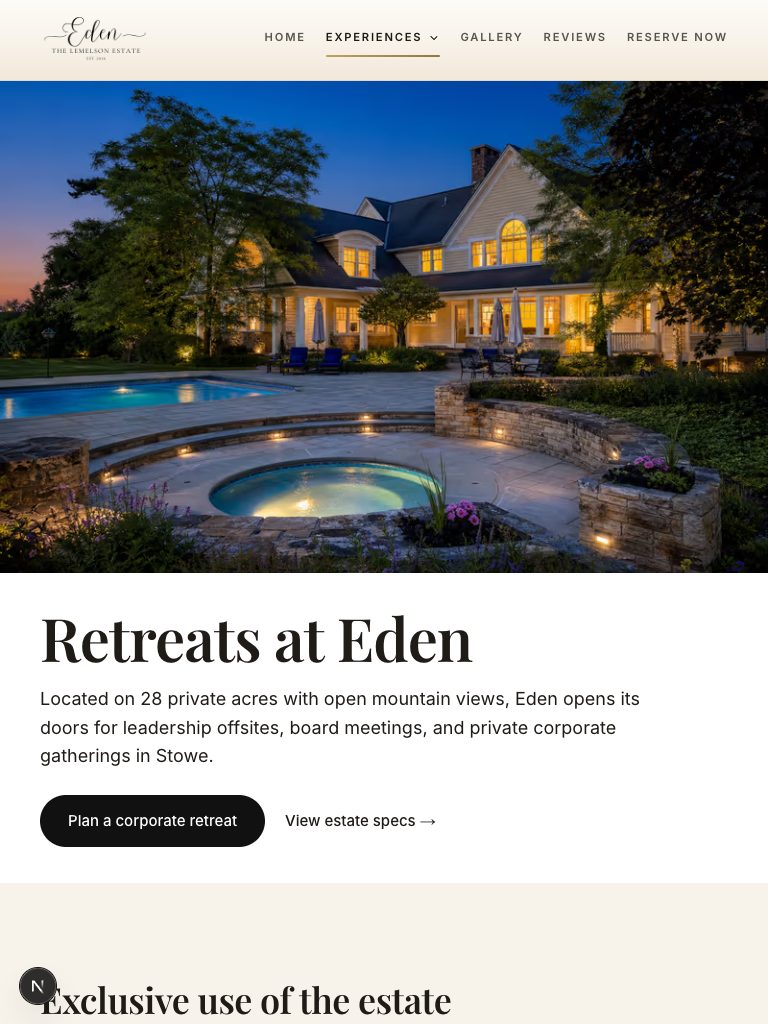 Eden
THE LEMELSON ESTATE
HOME EXPERIENCES GALLERY REVIEWS RESERVE NOW
Retreats at Eden
Located on 28 private acres with open mountain views, Eden opens its
doors for leadership offsites, board meetings, and private corporate
gatherings in Stowe.
Plan a corporate retreat View estate specs →
Exclusive use of the estate
N